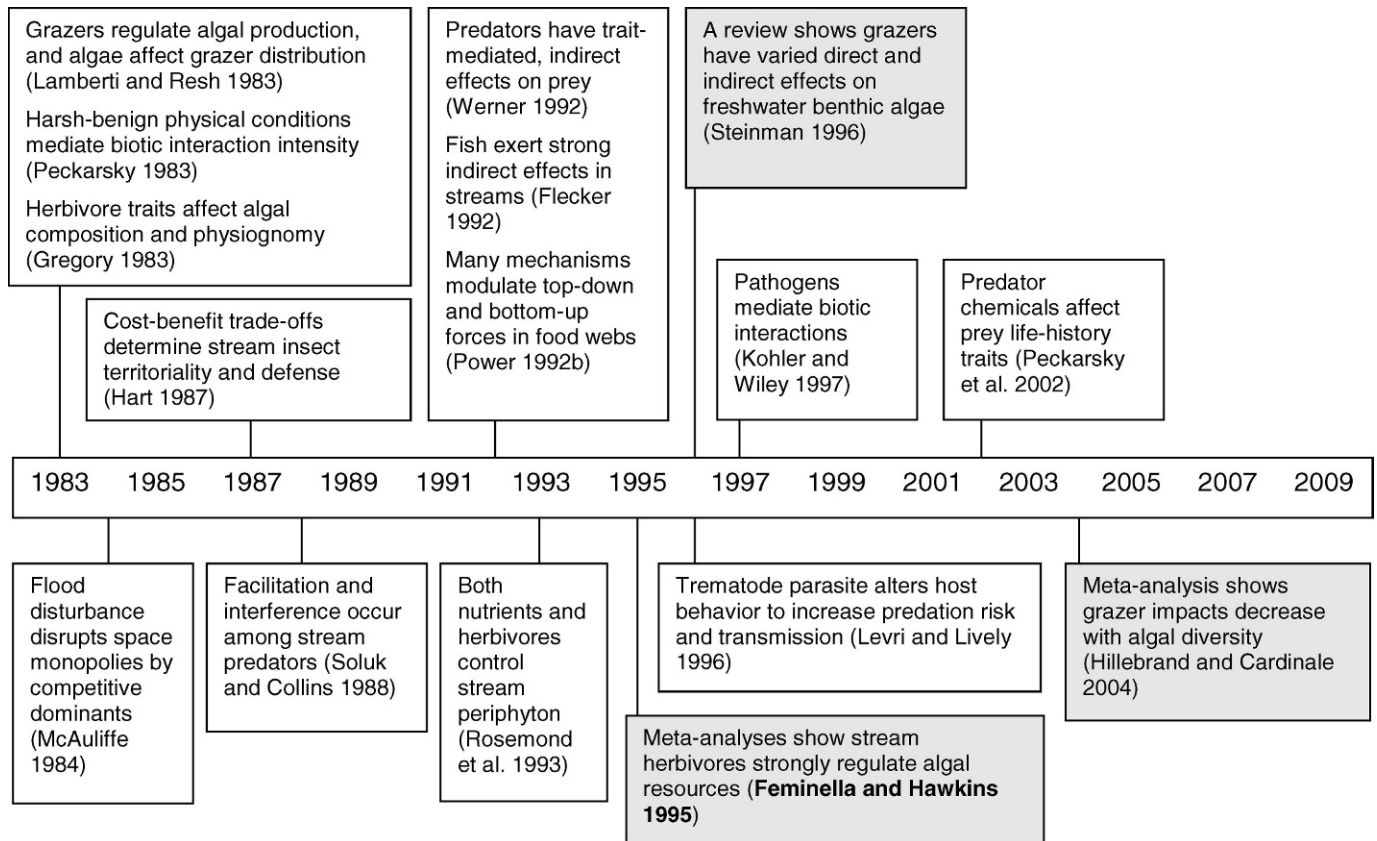 Grazers regulate algal production,
and algae affect grazer distribution
(Lamberti and Resh 1983)
Harsh-benign physical conditions
mediate biotic interaction intensity
(Peckarsky 1983)
Herbivore traits affect algal
composition and physiognomy
(Gregory 1983)
Cost-benefit trade-offs
determine stream insect
territoriality and defense
(Hart 1987)
Predators have trait-
mediated, indirect
effects on prey
(Werner 1992)
Fish exert strong
indirect effects in
streams (Flecker
1992)
Many mechanisms
modulate top-down
and bottom-up
forces in food webs
(Power 1992b)
A review shows grazers
have varied direct and
indirect effects on
freshwater benthic algae
(Steinman 1996)
Pathogens
mediate biotic
interactions
(Kohler and
Wiley 1997)
Predator
chemicals affect
prey life-history
traits (Peckarsky
et al. 2002)
1983 1985 1987 1989 1991 1993 1995 1997 1999 2001 2003 2005 2007 2009
Flood
disturbance
disrupts space
monopolies by
competitive
dominants
(McAuliffe
1984)
Facilitation and
interference occur
among stream
predators (Soluk
and Collins 1988)
Both
nutrients and
herbivores
control
stream
periphyton
(Rosemond
et al. 1993)
Trematode parasite alters host
behavior to increase predation risk
and transmission (Levri and Lively
1996)
Meta-analyses show stream
herbivores strongly regulate algal
resources (Feminella and Hawkins
1995)
Meta-analysis shows
grazer impacts decrease
with algal diversity
(Hillebrand and Cardinale
2004)